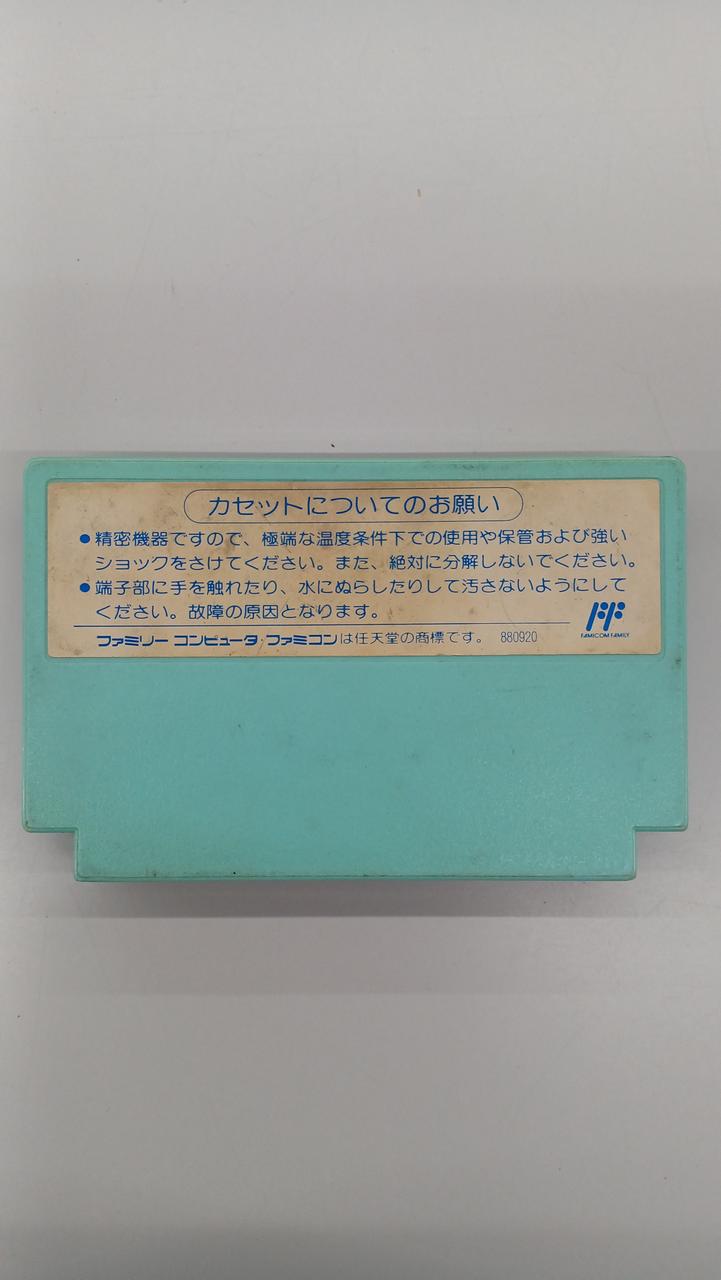 カセットについてのお願い
●精密機器ですので、極端な温度条件下での使用や保管および強い
ショックをさけてください。また、絶対に分解しないでください。
●端子部に手を触れたり、水にぬらしたりして汚さないようにして
ください。故障の原因となります。
FAMICOM FAMILY
ファミリー コンピュータ・ファミコンは任天堂の商標です。 880920